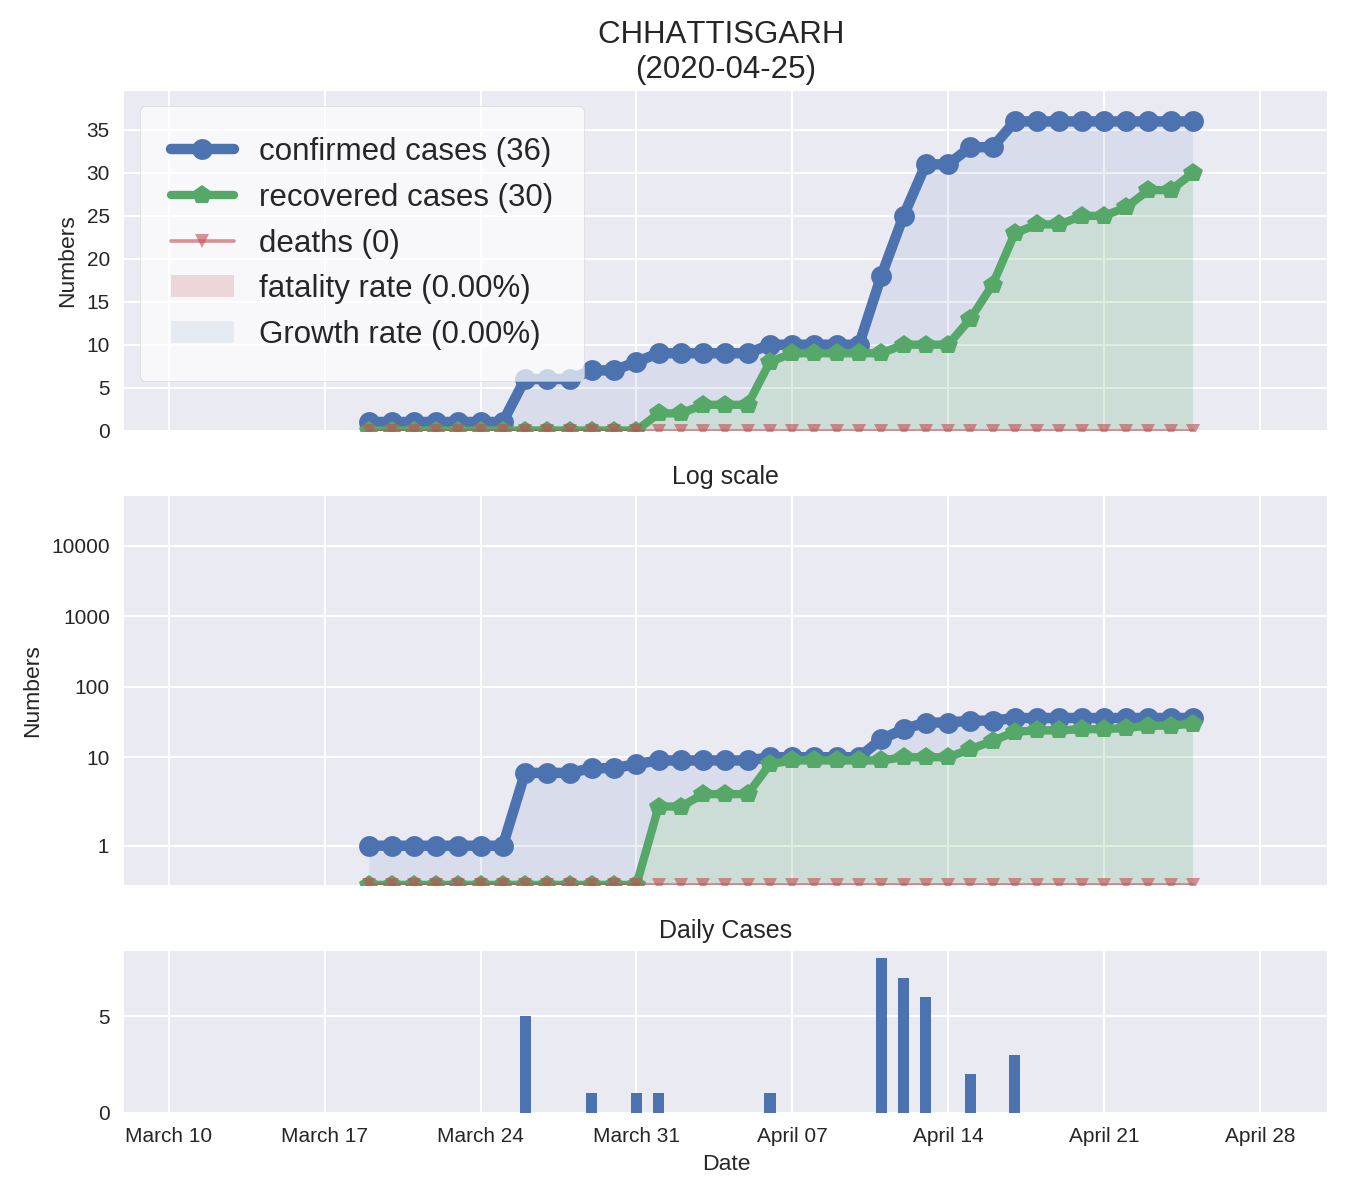 CHHATTISGARH
(2020-04-25)
35
30
25
20
15
10
5
0
Numbers
confirmed cases (36)
recovered cases (30)
deaths (0)
fatality rate (0.00%)
Growth rate (0.00%)
Log scale
10000
1000
100
10
1
Numbers
Daily Cases
5
0
March 10 March 17 March 24 March 31 April 07 April 14 April 21 April 28
Date